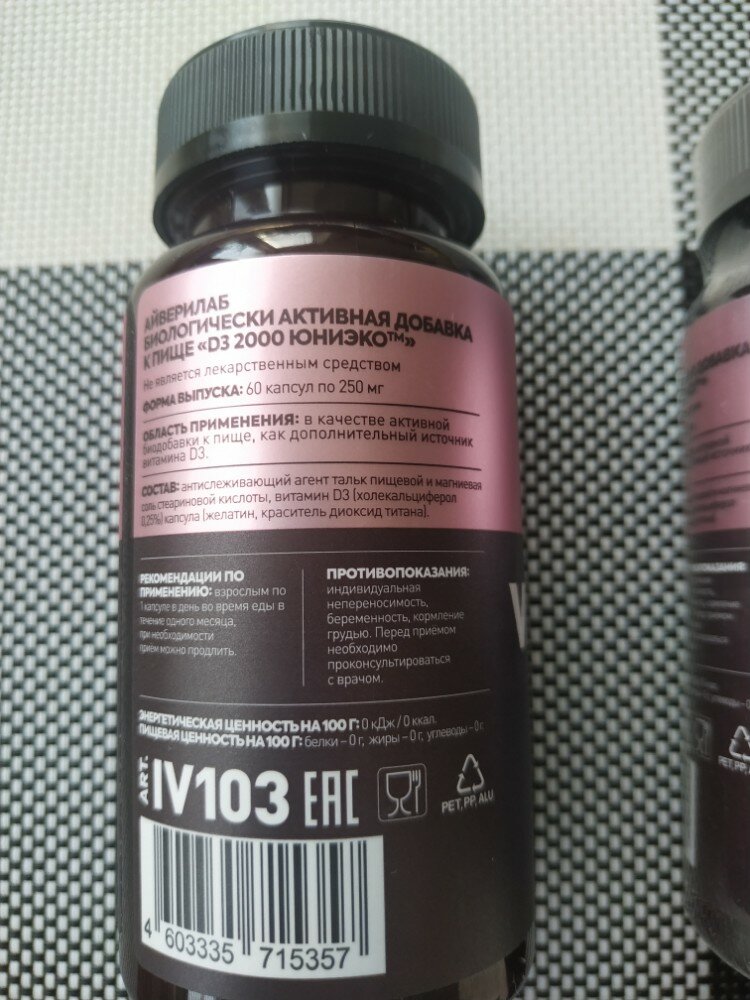 АЙВЕРИЛАБ
БИОЛОГИЧЕСКИ АКТИВНАЯ ДОБАВКА
К ПИЩЕ «D3 2000 ЮНИЭКО™»
Не является лекарственным средством
ФОРМА ВЫПУСКА: 60 капсул по 250 мг
ОБЛАСТЬ ПРИМЕНЕНИЯ: в качестве активной
биодобавки к пище, как дополнительный источник
витамина D3.
СОСТАВ: антислеживающий агент тальк пищевой и магниевая
соль стеариновой кислоты, витамин D3 (холекальциферол
0,25%) капсула (желатин, краситель диоксид титана).
РЕКОМЕНДАЦИИ ПО
ПРИМЕНЕНИЮ: взрослым по
1 капсуле в день во время еды в
течение одного месяца,
при необходимости
прием можно продлить.
ПРОТИВОПОКАЗАНИЯ:
индивидуальная
непереносимость,
беременность, кормление
грудью. Перед приёмом
необходимо
проконсультироваться
с врачом.
ЭНЕРГЕТИЧЕСКАЯ ЦЕННОСТЬ НА 100 Г: 0 кДж / 0 ккал.
ПИЩЕВАЯ ЦЕННОСТЬ НА 100 Г: белки – 0 г, жиры – 0 г, углеводы – 0 г.
ART. IV103 EAC
PET, PP, ALU
4 603335 715357
V
PET, PP,